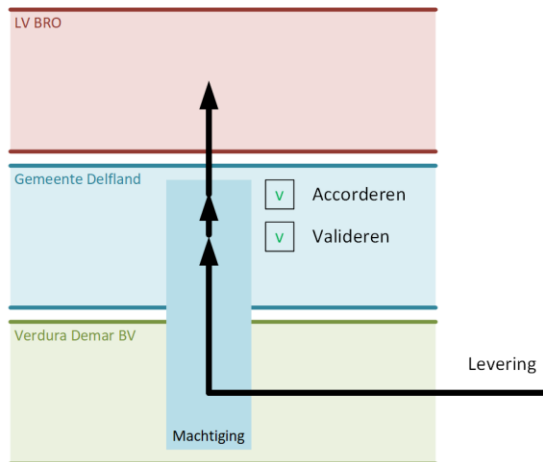 LV BRO
Gemeente Delfland
v Accorderen
v Valideren
Verdura Demar BV
Levering
Machtiging